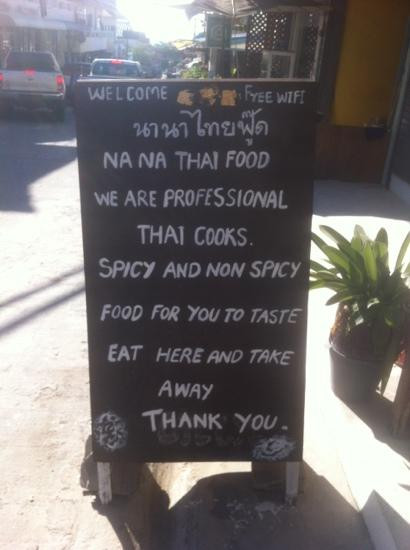 WELCOME FREE WIFI
นานาไทยฟู๊ด
NA NA THAI FOOD
WE ARE PROFESSIONAL
THAI COOKS.
SPICY AND NON SPICY
FOOD FOR YOU TO TASTE
EAT HERE AND TAKE
AWAY
THANK YOU.